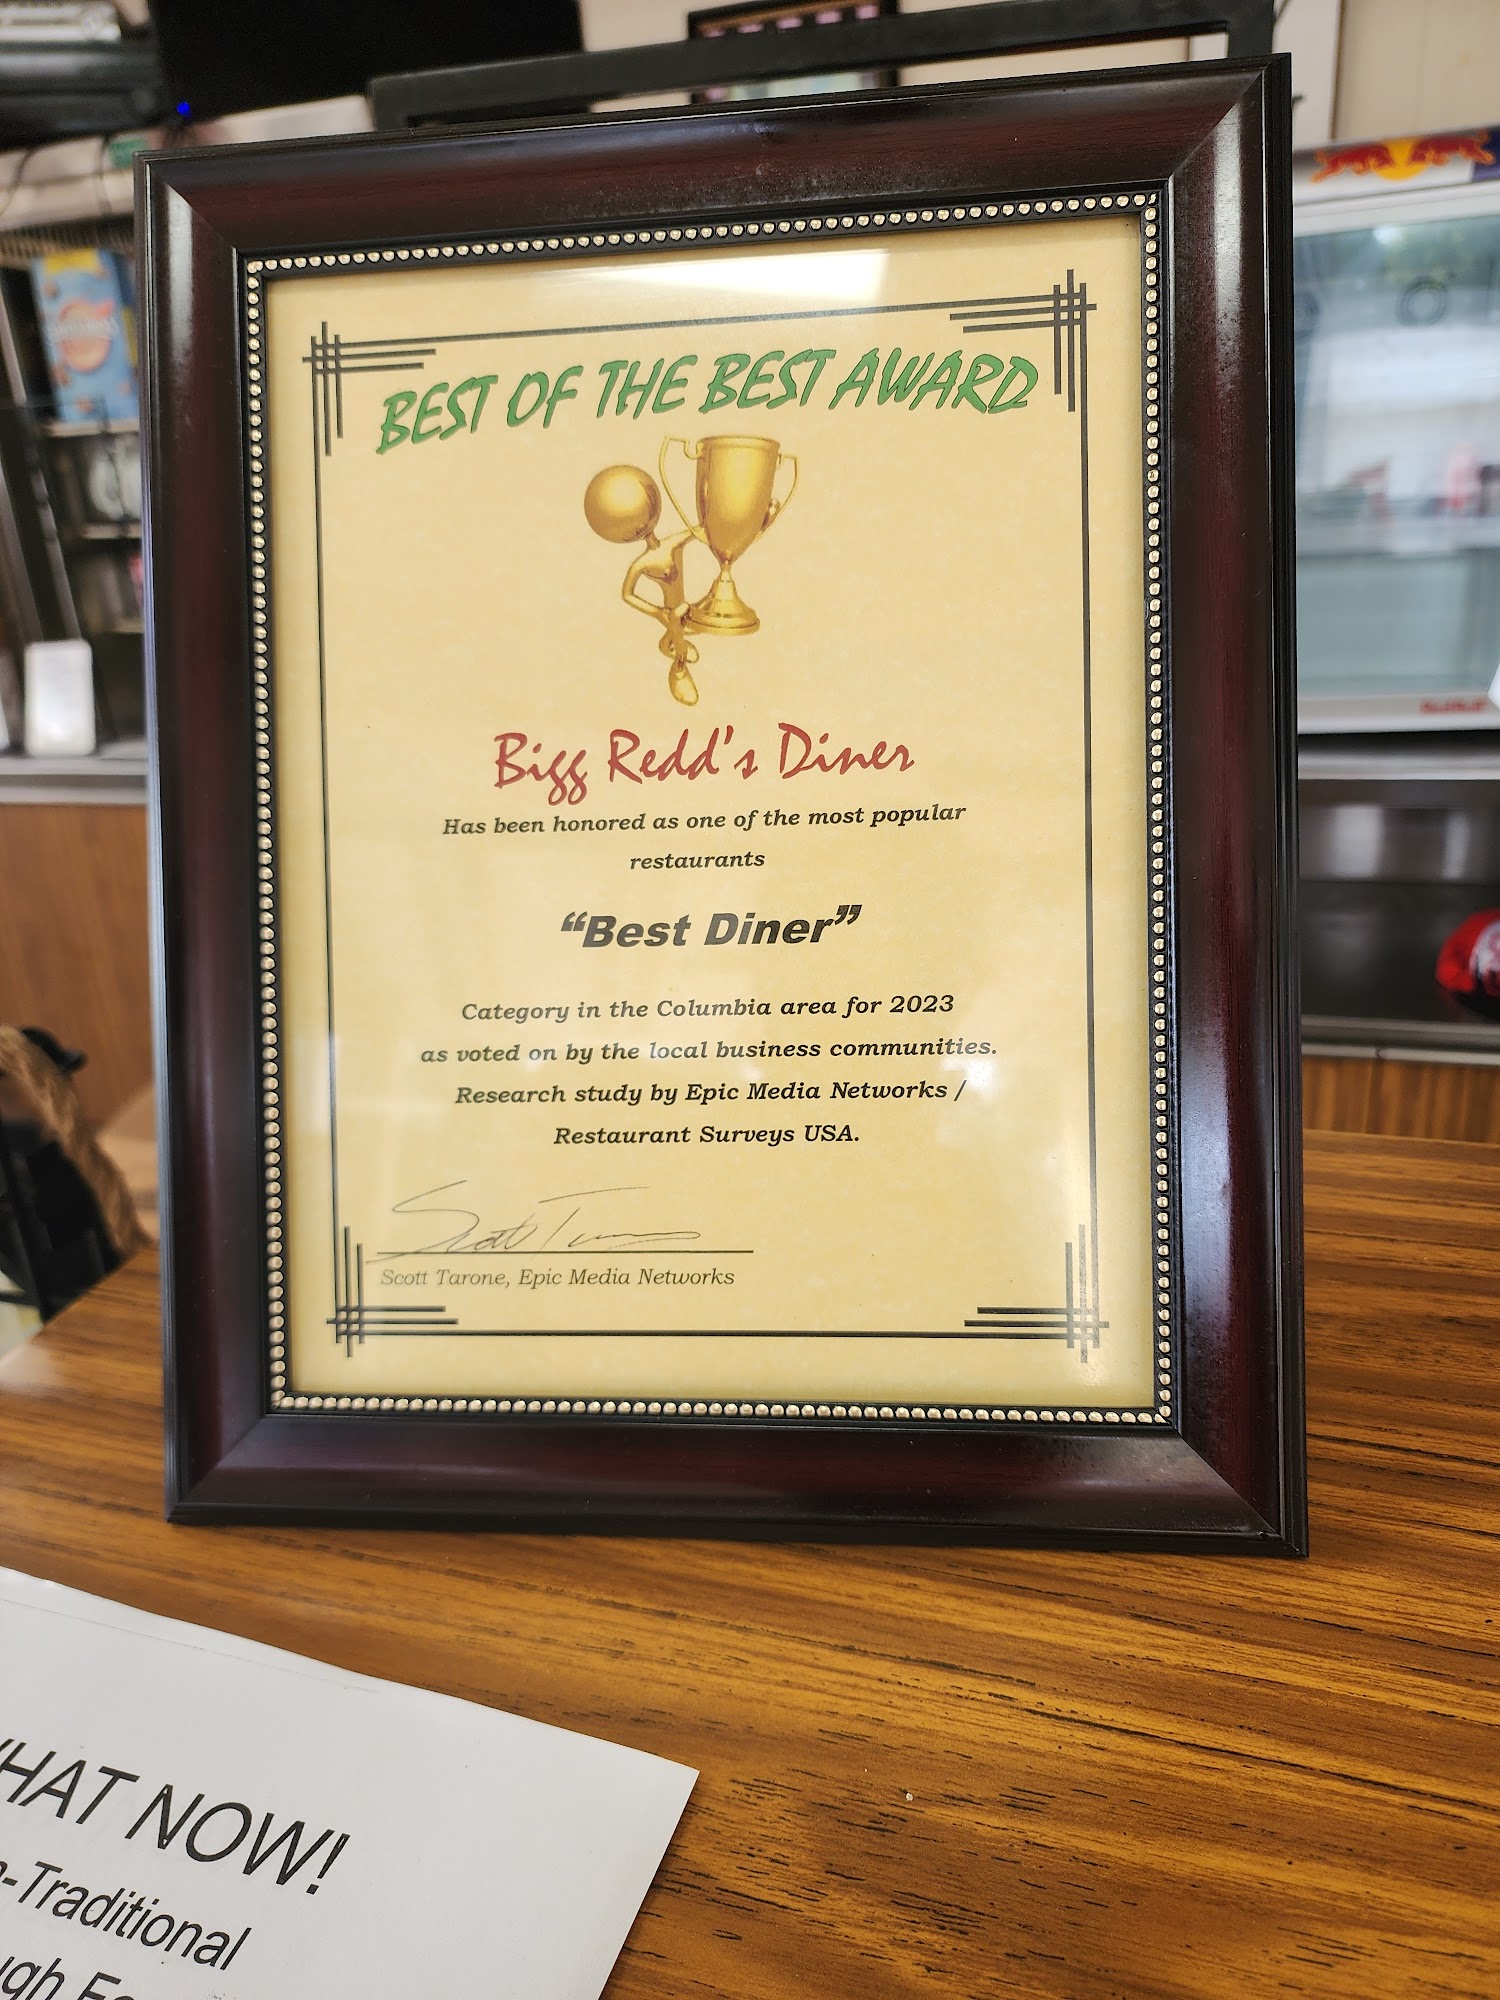 BEST OF THE BEST AWARD
Bigg Redd's Diner
Has been honored as one of the most popular
restaurants
“Best Diner”
Category in the Columbia area for 2023
as voted on by the local business communities.
Research study by Epic Media Networks /
Restaurant Surveys USA.
Scott Tarone, Epic Media Networks
NOW!